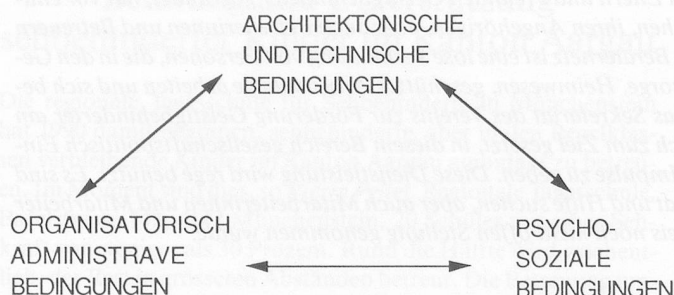 ARCHITEKTONISCHE
UND TECHNISCHE
BEDINGUNGEN
ORGANISATORISCH
ADMINISTRAVE
BEDINGUNGEN
PSYCHO-
SOZIALE
BEDINGUNGEN